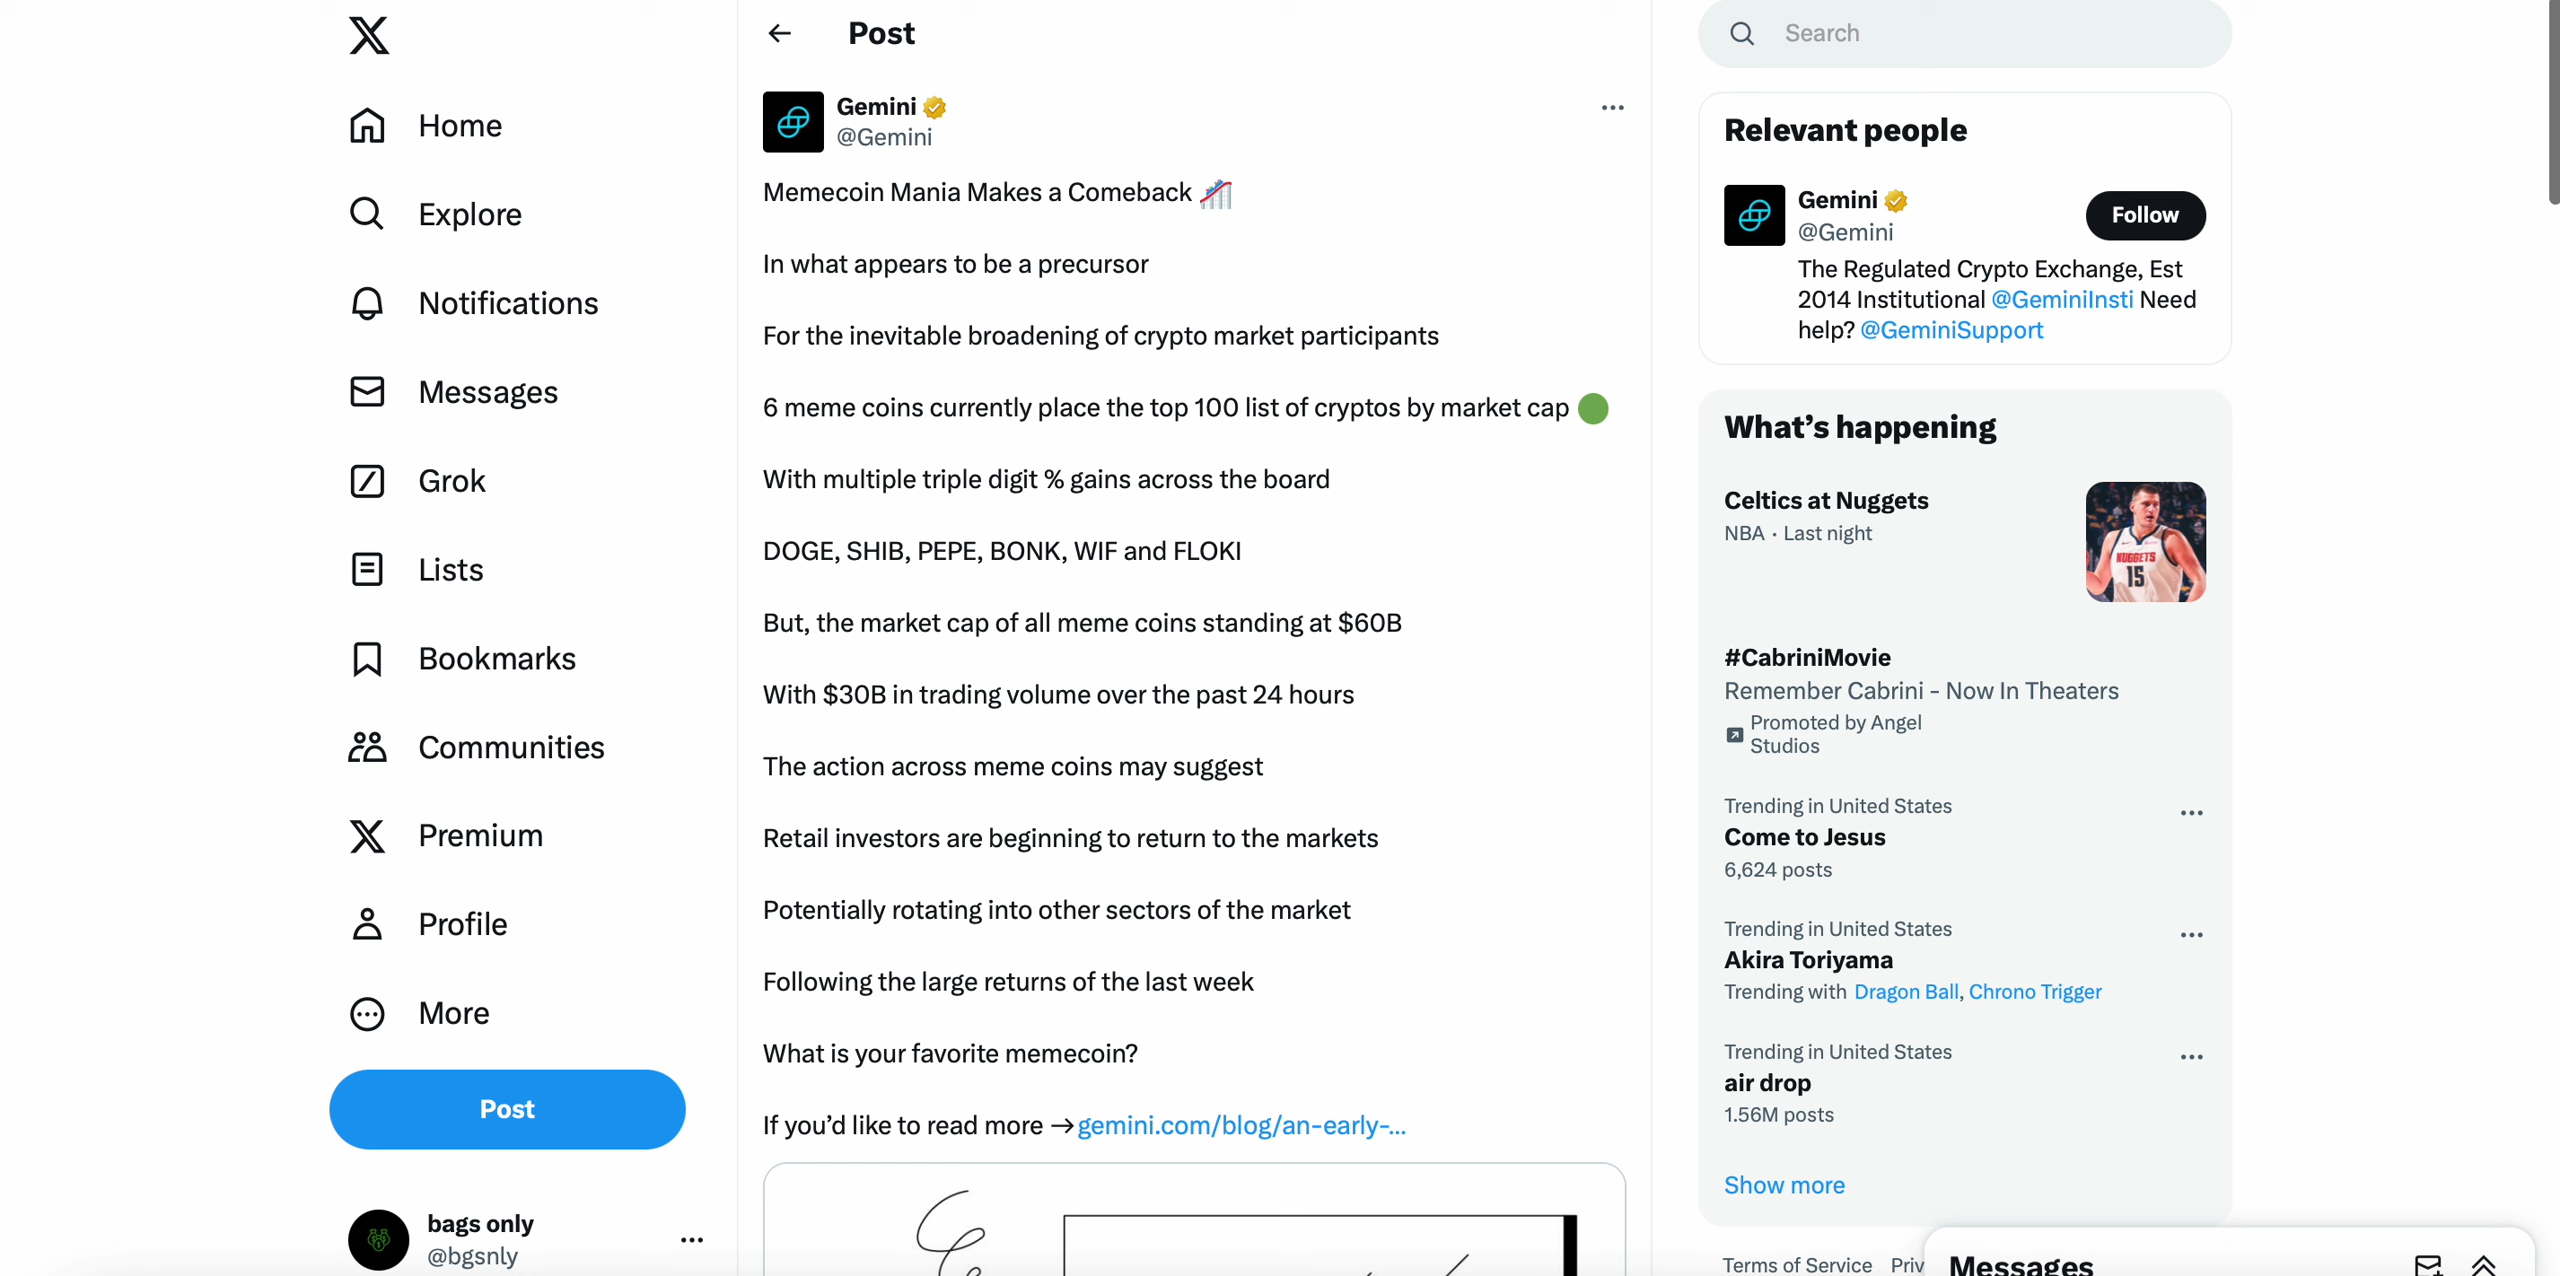 Home
Explore
Notifications
Messages
Grok
Lists
Bookmarks
Communities
Premium
Profile
More
Post
bags only
@bgsnly
Post
Gemini
@Gemini
Memecoin Mania Makes a Comeback 🎢
In what appears to be a precursor
For the inevitable broadening of crypto market participants
6 meme coins currently place the top 100 list of cryptos by market cap 🟢
With multiple triple digit % gains across the board
DOGE, SHIB, PEPE, BONK, WIF and FLOKI
But, the market cap of all meme coins standing at $60B
With $30B in trading volume over the past 24 hours
The action across meme coins may suggest
Retail investors are beginning to return to the markets
Potentially rotating into other sectors of the market
Following the large returns of the last week
What is your favorite memecoin?
If you’d like to read more → gemini.com/blog/an-early-...
Search
Relevant people
Gemini
@Gemini
Follow
The Regulated Crypto Exchange, Est
2014 Institutional @GeminiInsti Need
help? @GeminiSupport
What’s happening
Celtics at Nuggets
NBA · Last night
NUGGETS
15
#CabriniMovie
Remember Cabrini - Now In Theaters
Promoted by Angel
Studios
Trending in United States
Come to Jesus
6,624 posts
Trending in United States
Akira Toriyama
Trending with Dragon Ball, Chrono Trigger
Trending in United States
air drop
1.56M posts
Show more
Terms of Service Priv
Messages